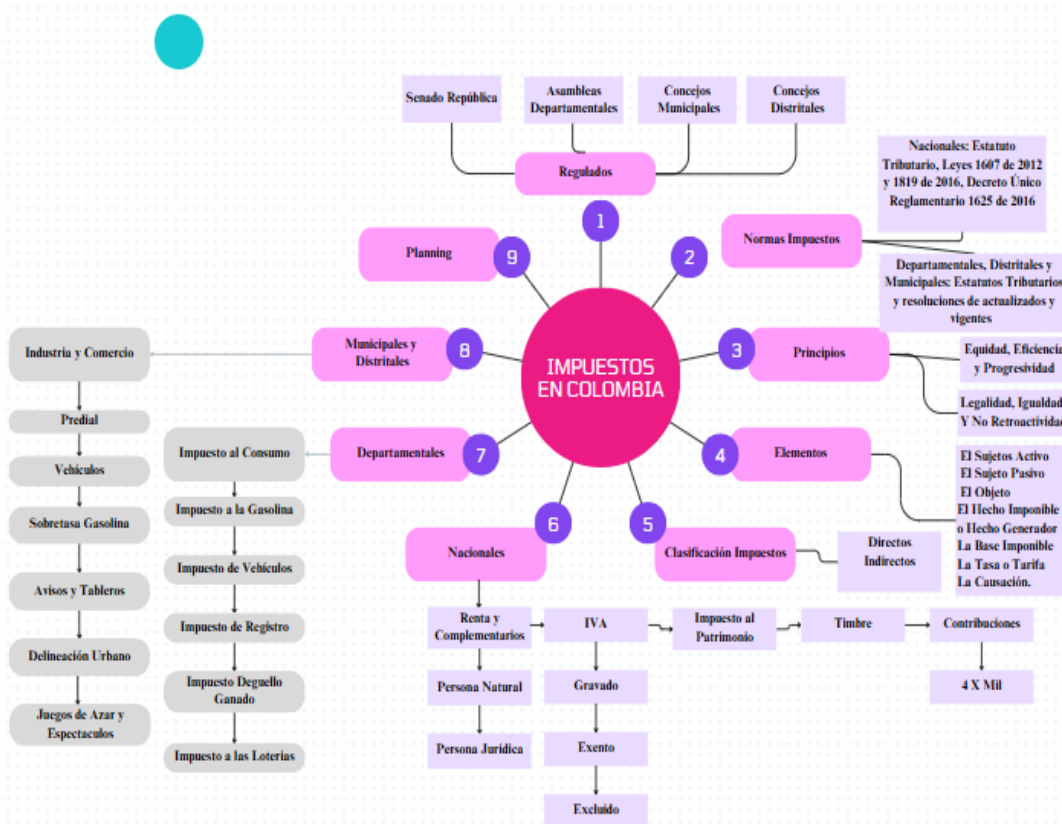 Senado República
Asambleas
Departamentales
Concejos
Municipales
Concejos
Distritales
Regulados
1
2
Normas Impuestos
Nacionales: Estatuto
Tributario, Leyes 1607 de 2012
y 1819 de 2016, Decreto Único
Reglamentario 1625 de 2016
Departamentales, Distritales y
Municipales: Estatutos Tributarios
y resoluciones de actualizados y
vigentes
9
Planning
IMPUESTOS
EN COLOMBIA
3
Principios
Equidad, Eficiencia
y Progresividad
Legalidad, Igualdad
Y No Retroactividad
4
Elementos
El Sujetos Activo
El Sujeto Pasivo
El Objeto
El Hecho Imponible
o Hecho Generador
La Base Imponible
La Tasa o Tarifa
La Causación.
5
Clasificación Impuestos
Directos
Indirectos
6
Nacionales
Renta y
Complementarios
Persona Natural
Persona Jurídica
IVA
Gravado
Exento
Excluido
Impuesto al
Patrimonio
Timbre
Contribuciones
4 X Mil
7
Departamentales
Impuesto al Consumo
Impuesto a la Gasolina
Impuesto de Vehículos
Impuesto de Registro
Impuesto Deguello
Ganado
Impuesto a las Loterias
8
Municipales y
Distritales
Industria y Comercio
Predial
Vehículos
Sobretasa Gasolina
Avisos y Tableros
Delineación Urbano
Juegos de Azar y
Espectaculos